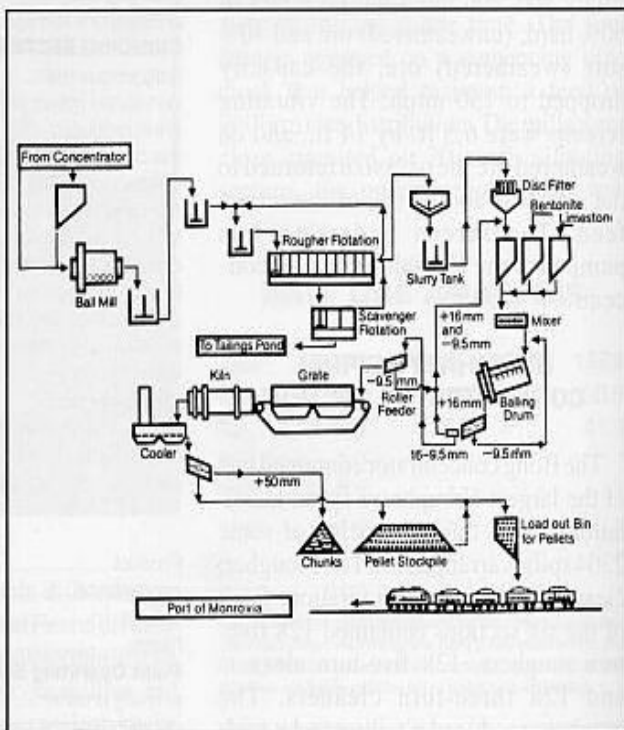 From Concentrator
Ball Mill
Rougher Flotation
Scavenger
Flotation
To Tailings Pond
Slurry Tank
Disc Filter
Bentonite
Limeston
Mixer
+16mm
and
–9.5mm
–9.5mm
Roller
Feeder
+16mm
Balling
Drum
16–9.5mm
–9.5mm
Kiln
Grate
Cooler
+50mm
Chunks
Pellet Stockpile
Load out Bin
for Pellets
Port of Monrovia